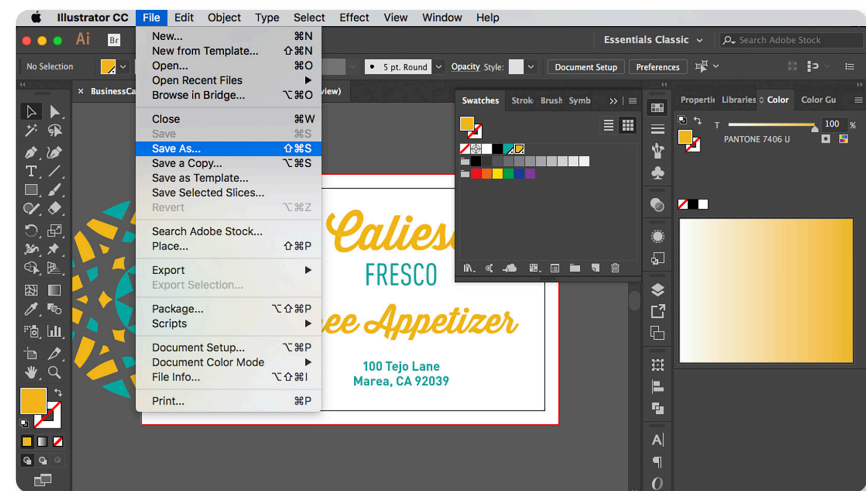 Illustrator CC File Edit Object Type Select Effect View Window Help
Ai Br Essentials Classic Search Adobe Stock
No Selection 5 pt. Round Opacity Style: Document Setup Preferences
× BusinessCa view)
New... ⌘N
New from Template... ⇧⌘N
Open... ⌘O
Open Recent Files
Browse in Bridge... ⌥⌘O
Close ⌘W
Save ⌘S
Save As... ⇧⌘S
Save a Copy... ⌥⌘S
Save as Template...
Save Selected Slices...
Revert ⌥⌘Z
Search Adobe Stock...
Place... ⇧⌘P
Export
Export Selection...
Package... ⌥⇧⌘P
Scripts
Document Setup... ⌥⌘P
Document Color Mode
File Info... ⌥⇧⌘I
Print... ⌘P
Calies
FRESCO
ee Appetizer
100 Tejo Lane
Marea, CA 92039
Swatches Strok Brush Symb
Properti Libraries Color Color Gu
T 100 %
PANTONE 7406 U